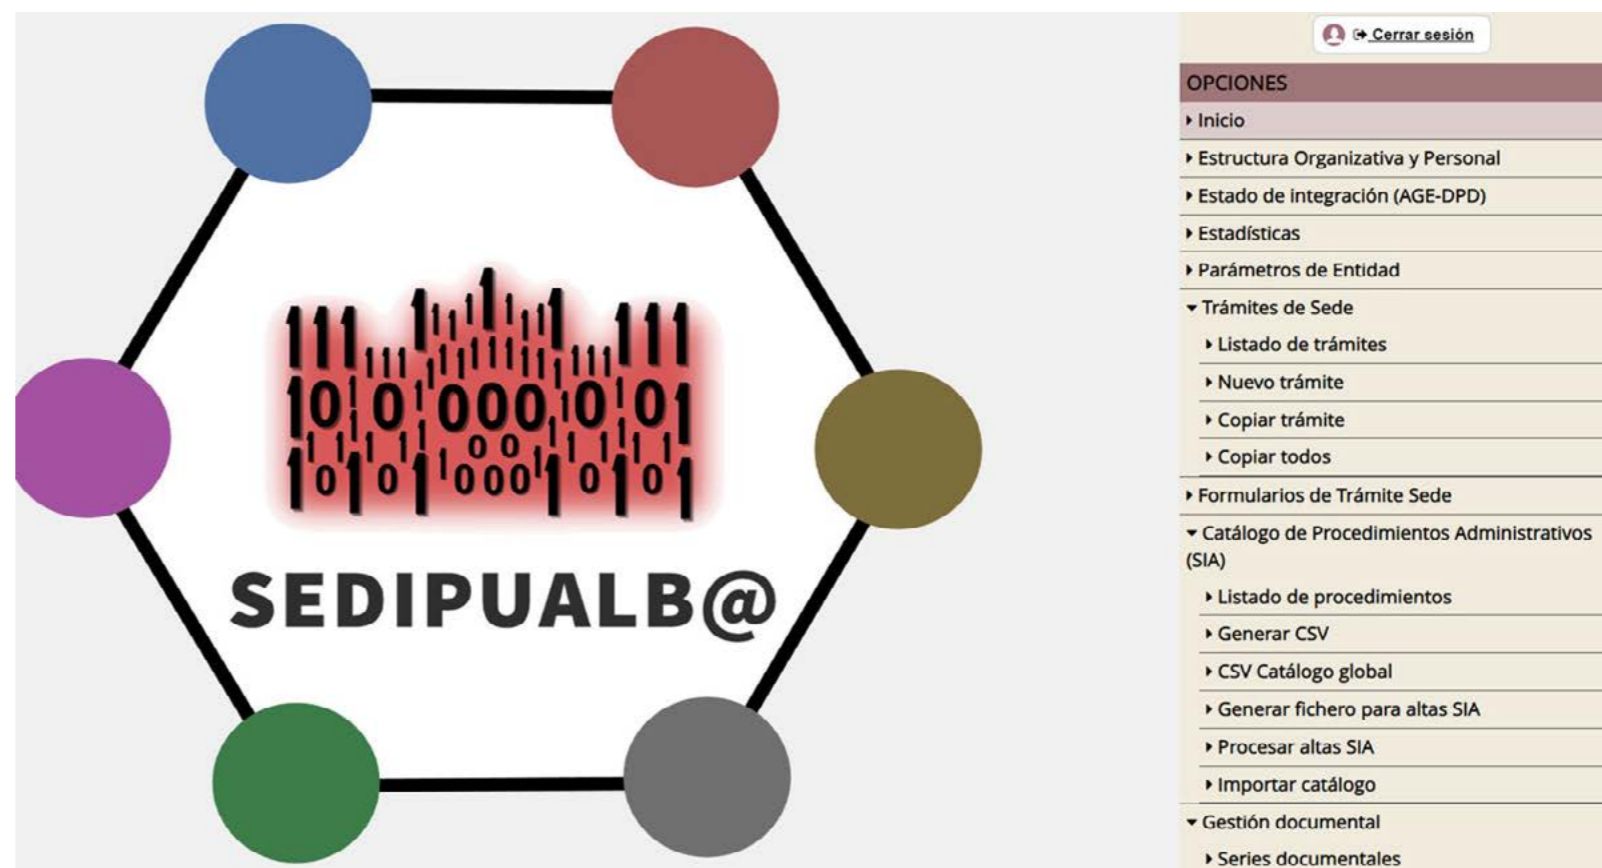 SEDIPUALB@
Cerrar sesión
OPCIONES
Inicio
Estructura Organizativa y Personal
Estado de integración (AGE-DPD)
Estadísticas
Parámetros de Entidad
Trámites de Sede
Listado de trámites
Nuevo trámite
Copiar trámite
Copiar todos
Formularios de Trámite Sede
Catálogo de Procedimientos Administrativos
(SIA)
Listado de procedimientos
Generar CSV
CSV Catálogo global
Generar fichero para altas SIA
Procesar altas SIA
Importar catálogo
Gestión documental
Series documentales